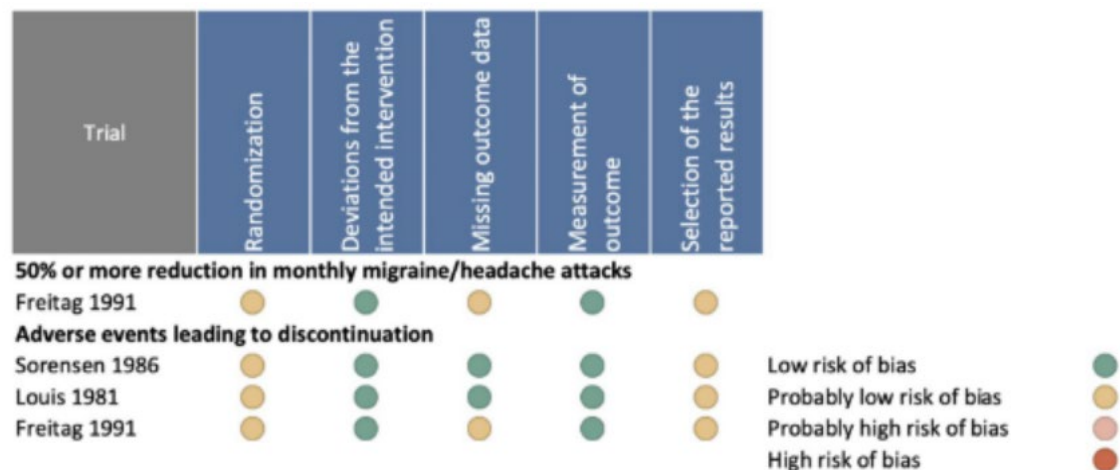 Trial
Randomization
Deviations from the
intended intervention
Missing outcome data
Measurement of
outcome
Selection of the
reported results
50% or more reduction in monthly migraine/headache attacks
Freitag 1991
Adverse events leading to discontinuation
Sorensen 1986
Louis 1981
Freitag 1991
Low risk of bias
Probably low risk of bias
Probably high risk of bias
High risk of bias